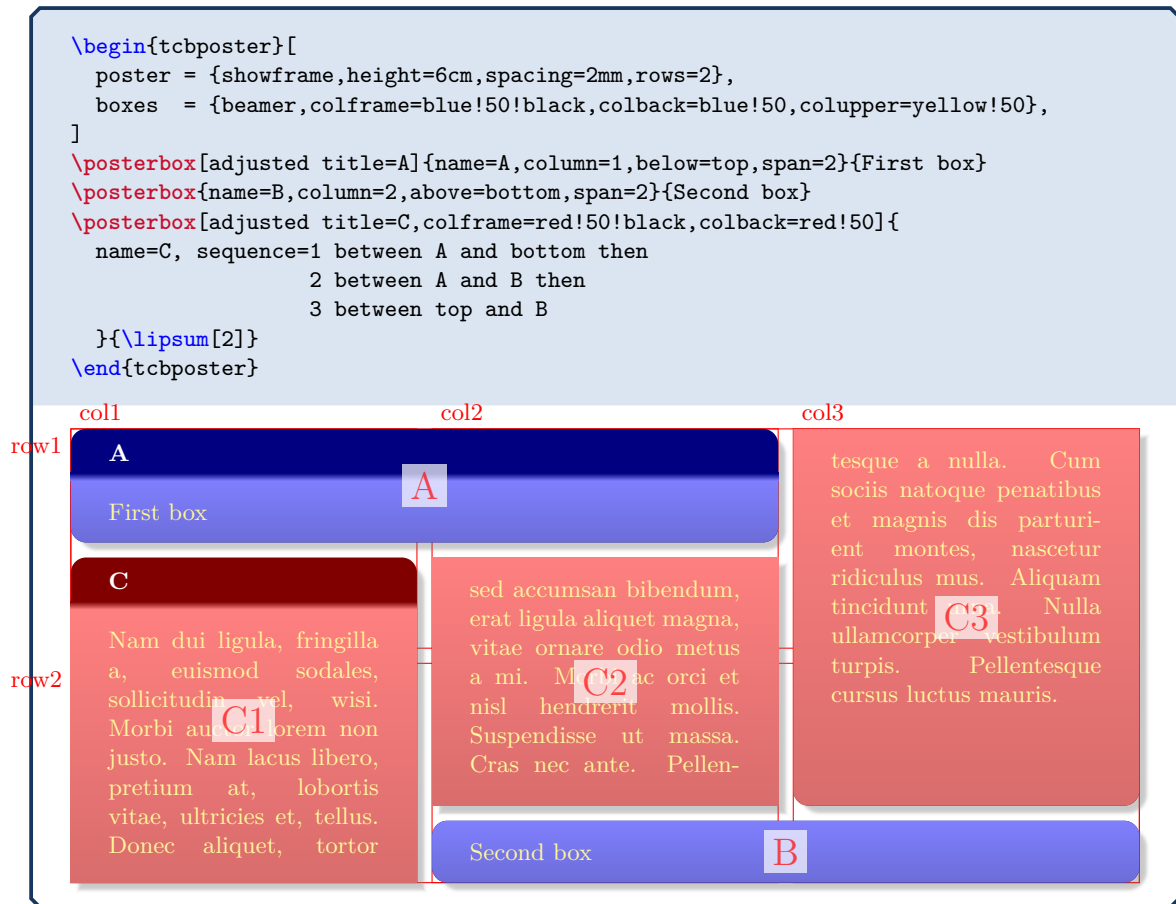 \begin{tcbposter}[
  poster = {showframe,height=6cm,spacing=2mm,rows=2},
  boxes  = {beamer,colframe=blue!50!black,colback=blue!50,colupper=yellow!50},
]
\posterbox[adjusted title=A]{name=A,column=1,below=top,span=2}{First box}
\posterbox{name=B,column=2,above=bottom,span=2}{Second box}
\posterbox[adjusted title=C,colframe=red!50!black,colback=red!50]{
  name=C, sequence=1 between A and bottom then
                   2 between A and B then
                   3 between top and B
  }{\lipsum[2]}
\end{tcbposter}
col1 col2 col3
row1
row2
A
A
First box
C
Nam dui ligula, fringilla
a, euismod sodales,
sollicitudin vel, wisi.
Morbi auctor lorem non
justo. Nam lacus libero,
pretium at, lobortis
vitae, ultricies et, tellus.
Donec aliquet, tortor
C1
sed accumsan bibendum,
erat ligula aliquet magna,
vitae ornare odio metus
a mi. Morbi ac orci et
nisl hendrerit mollis.
Suspendisse ut massa.
Cras nec ante. Pellen-
C2
tesque a nulla. Cum
sociis natoque penatibus
et magnis dis parturi-
ent montes, nascetur
ridiculus mus. Aliquam
tincidunt Nulla
ullamcorper vestibulum
turpis. Pellentesque
cursus luctus mauris.
C3
Second box
B